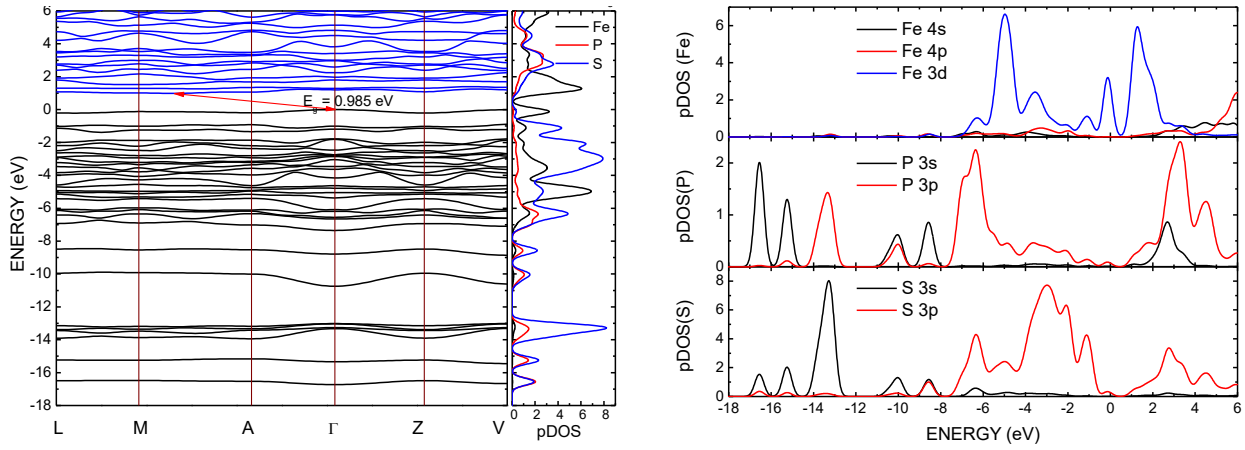 6
4
2
0
-2
-4
-6
-8
-10
-12
-14
-16
-18
ENERGY (eV)
E_g = 0.985 eV
L M A Γ Z V
Fe
P
S
0 2 4 6 8
0
pDOS
Fe 4s
Fe 4p
Fe 3d
pDOS (Fe)
6
4
2
0
P 3s
P 3p
pDOS(P)
2
1
0
S 3s
S 3p
pDOS(S)
8
6
4
2
0
-18 -16 -14 -12 -10 -8 -6 -4 -2 0 2 4 6
ENERGY (eV)